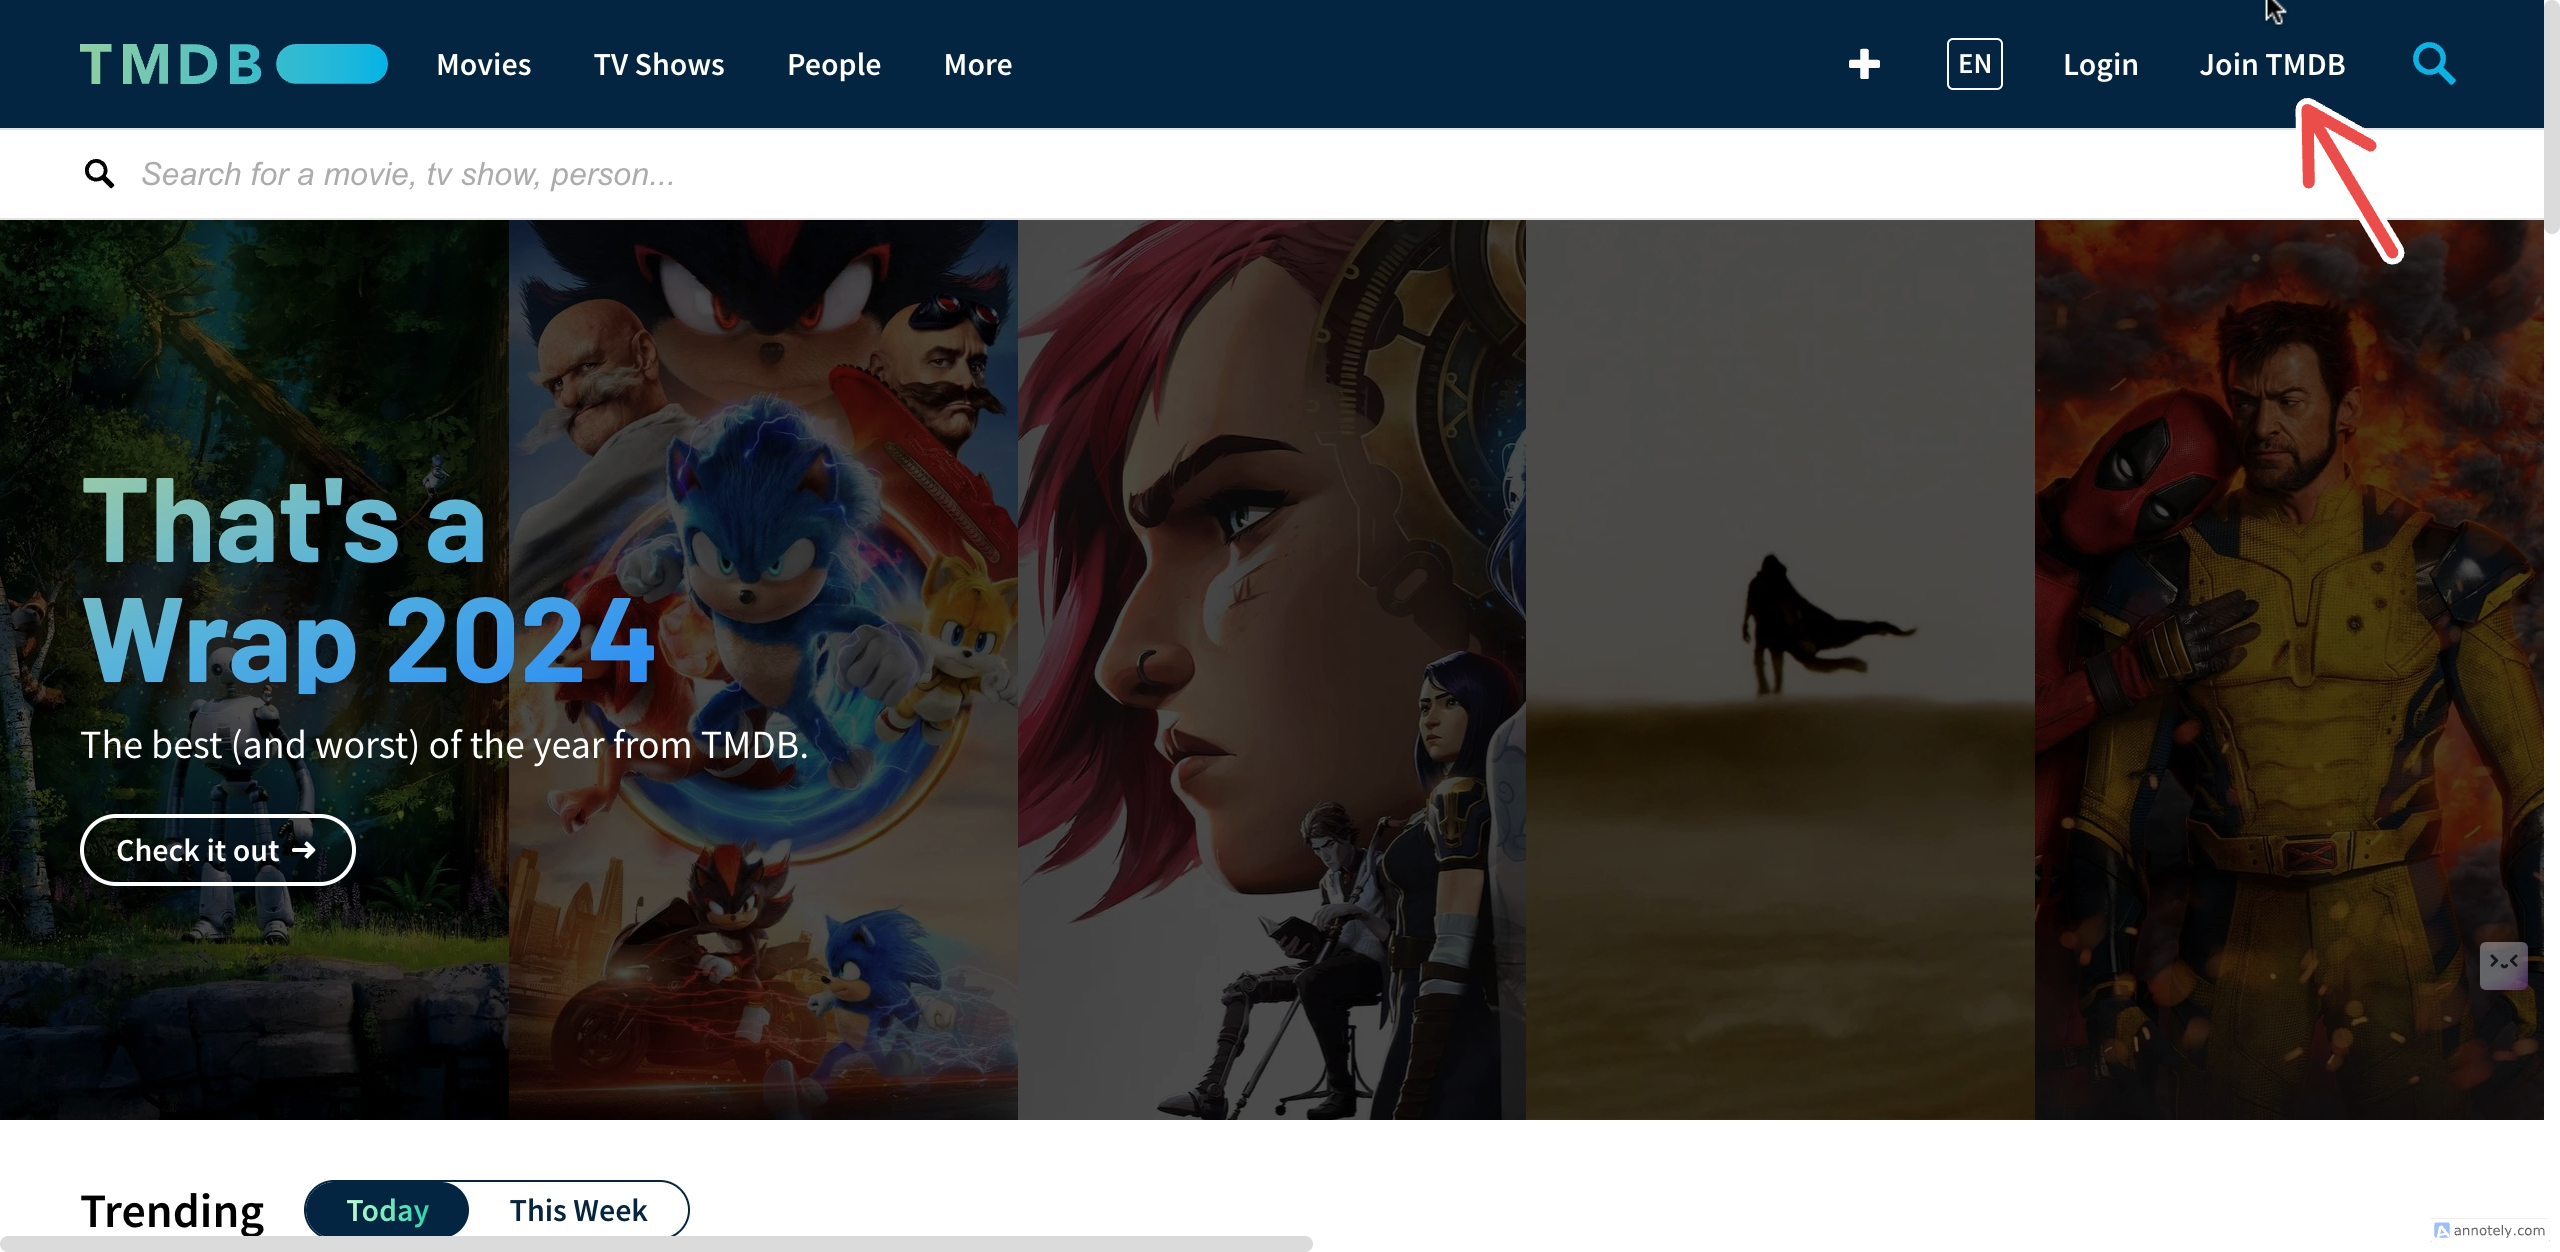 TMDB
Movies
TV Shows
People
More
EN
Login
Join TMDB
Search for a movie, tv show, person...
That's a
Wrap 2024
The best (and worst) of the year from TMDB.
Check it out →
Trending
Today
This Week
annotely.com